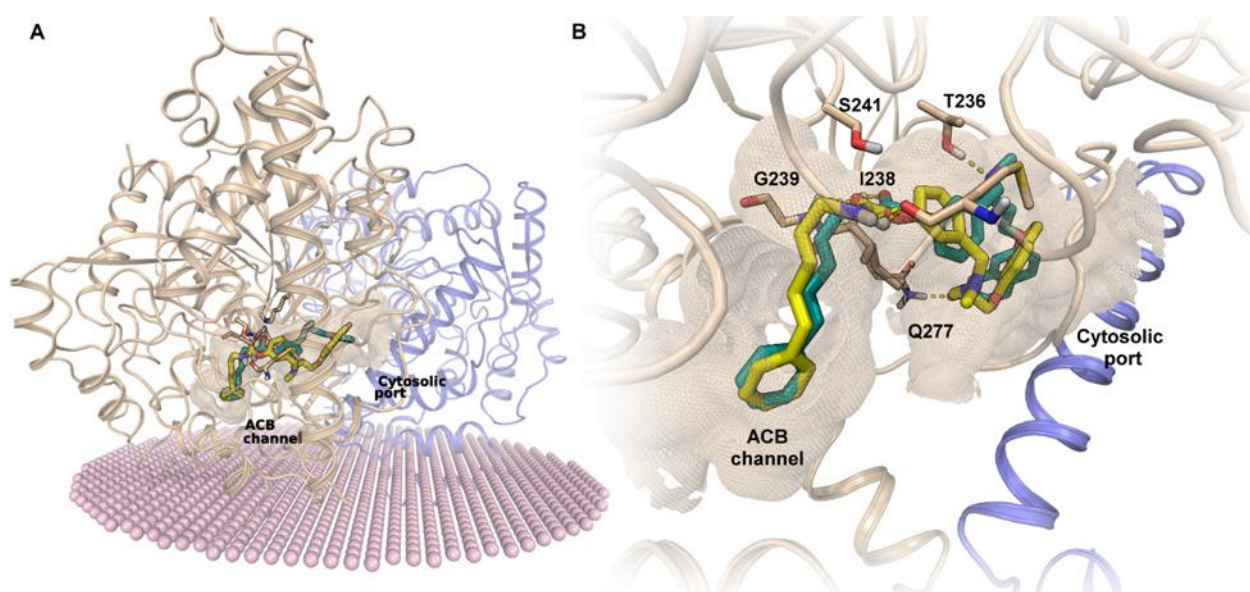 A
Cytosolic
port
ACB
channel
B
S241
T236
G239
I238
Q277
Cytosolic
port
ACB
channel